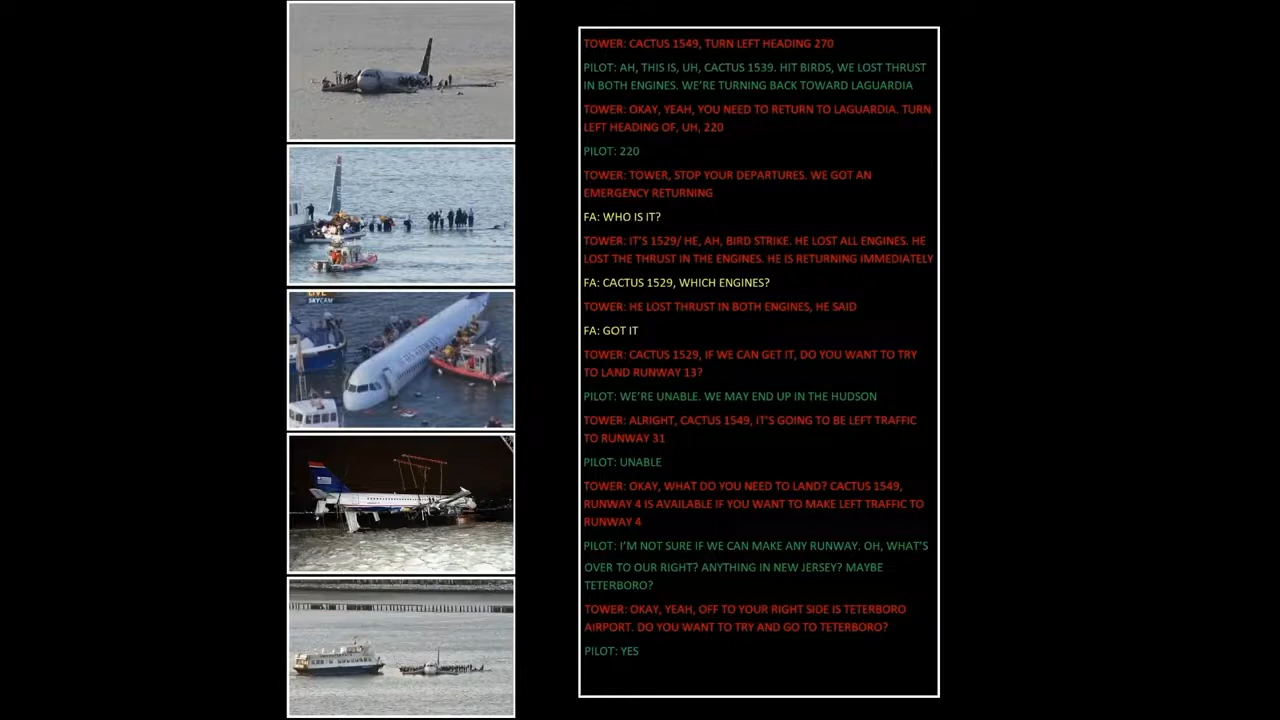 LIVE
SKYCAM
TOWER: CACTUS 1549, TURN LEFT HEADING 270
PILOT: AH, THIS IS, UH, CACTUS 1539. HIT BIRDS, WE LOST THRUST
IN BOTH ENGINES. WE'RE TURNING BACK TOWARD LAGUARDIA
TOWER: OKAY, YEAH, YOU NEED TO RETURN TO LAGUARDIA. TURN
LEFT HEADING OF, UH, 220
PILOT: 220
TOWER: TOWER, STOP YOUR DEPARTURES. WE GOT AN
EMERGENCY RETURNING
FA: WHO IS IT?
TOWER: IT'S 1529/ HE, AH, BIRD STRIKE. HE LOST ALL ENGINES. HE
LOST THE THRUST IN THE ENGINES. HE IS RETURNING IMMEDIATELY
FA: CACTUS 1529, WHICH ENGINES?
TOWER: HE LOST THRUST IN BOTH ENGINES, HE SAID
FA: GOT IT
TOWER: CACTUS 1529, IF WE CAN GET IT, DO YOU WANT TO TRY
TO LAND RUNWAY 13?
PILOT: WE'RE UNABLE. WE MAY END UP IN THE HUDSON
TOWER: ALRIGHT, CACTUS 1549, IT'S GOING TO BE LEFT TRAFFIC
TO RUNWAY 31
PILOT: UNABLE
TOWER: OKAY, WHAT DO YOU NEED TO LAND? CACTUS 1549,
RUNWAY 4 IS AVAILABLE IF YOU WANT TO MAKE LEFT TRAFFIC TO
RUNWAY 4
PILOT: I'M NOT SURE IF WE CAN MAKE ANY RUNWAY. OH, WHAT'S
OVER TO OUR RIGHT? ANYTHING IN NEW JERSEY? MAYBE
TETERBORO?
TOWER: OKAY, YEAH, OFF TO YOUR RIGHT SIDE IS TETERBORO
AIRPORT. DO YOU WANT TO TRY AND GO TO TETERBORO?
PILOT: YES